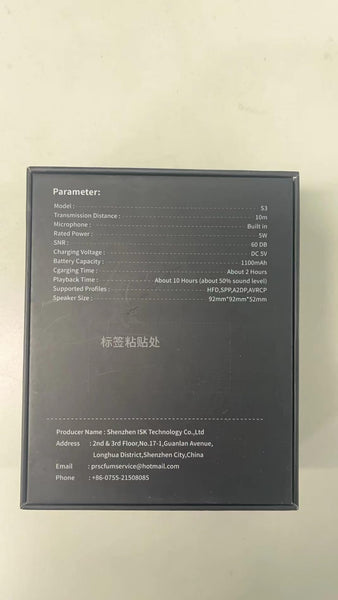 Parameter:
Model : S3
Transmission Distance : 10m
Microphone : Built in
Rated Power : 5W
SNR : 60 DB
Charging Voltage : DC 5V
Battery Capacity : 1100mAh
Cgarging Time : About 2 Hours
Playback Time : About 10 Hours (about 50% sound level)
Supported Profiles : HFD,SPP,A2DP,AVRCP
Speaker Size : 92mm*92mm*52mm
标签粘贴处
Producer Name : Shenzhen ISK Technology Co.,Ltd
Address : 2nd & 3rd Floor,No.17-1,Guanlan Avenue,
Longhua District,Shenzhen City,China
Email : prscfumservice@hotmail.com
Phone : +86-0755-21508085